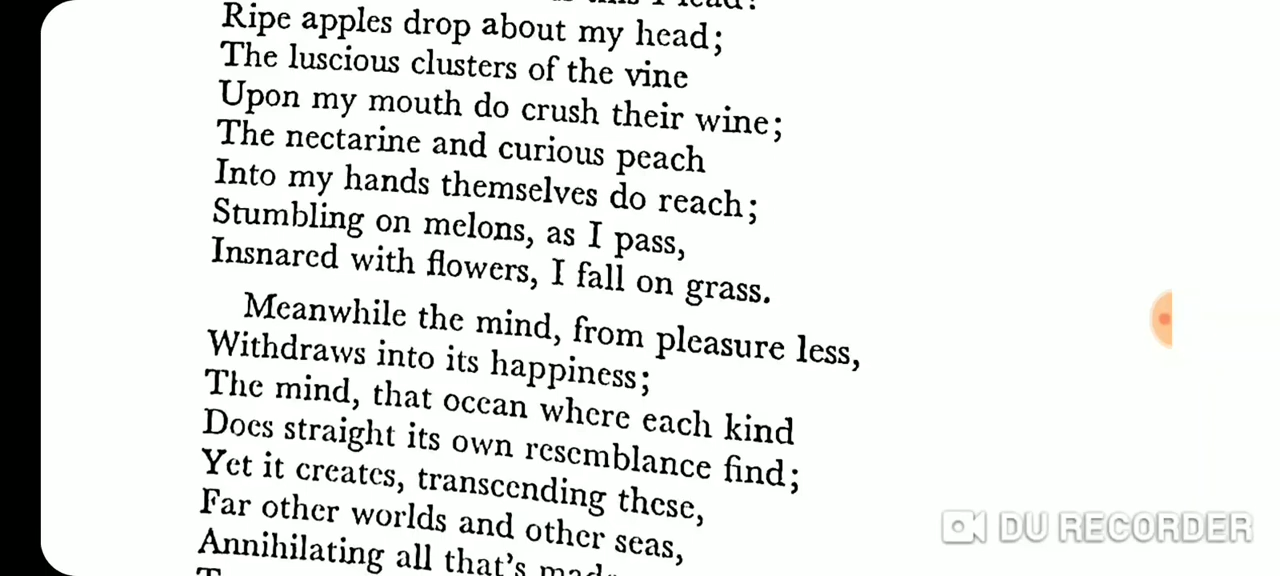 this I lead!
Ripe apples drop about my head;
The luscious clusters of the vine
Upon my mouth do crush their wine;
The nectarine and curious peach
Into my hands themselves do reach;
Stumbling on melons, as I pass,
Insnared with flowers, I fall on grass.
Meanwhile the mind, from pleasure less,
Withdraws into its happiness;
The mind, that ocean where each kind
Does straight its own resemblance find;
Yet it creates, transcending these,
Far other worlds and other seas,
Annihilating all that's made
DU RECORDER